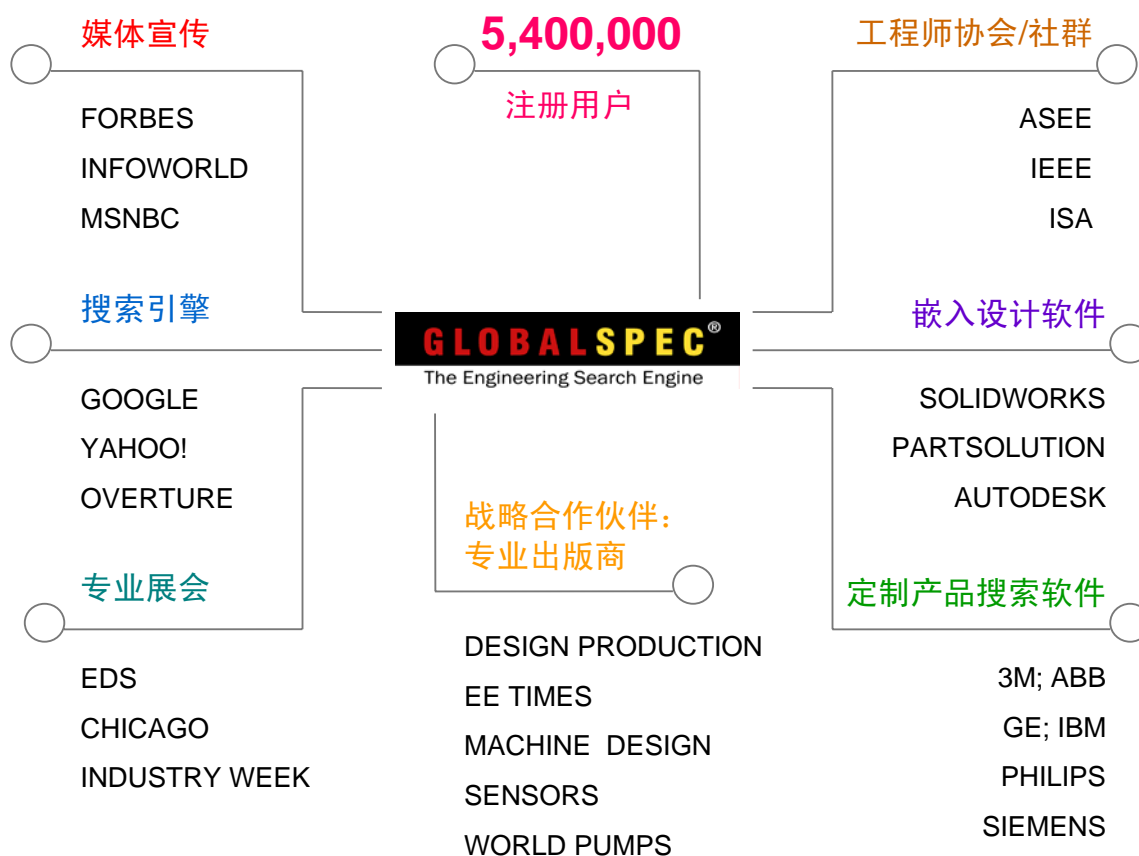 媒体宣传
FORBES
INFOWORLD
MSNBC
5,400,000
注册用户
工程师协会/社群
ASEE
IEEE
ISA
搜索引擎
GOOGLE
YAHOO!
OVERTURE
GLOBALSPEC®
The Engineering Search Engine
嵌入设计软件
SOLIDWORKS
PARTSOLUTION
AUTODESK
专业展会
EDS
CHICAGO
INDUSTRY WEEK
战略合作伙伴：
专业出版商
DESIGN PRODUCTION
EE TIMES
MACHINE DESIGN
SENSORS
WORLD PUMPS
定制产品搜索软件
3M; ABB
GE; IBM
PHILIPS
SIEMENS